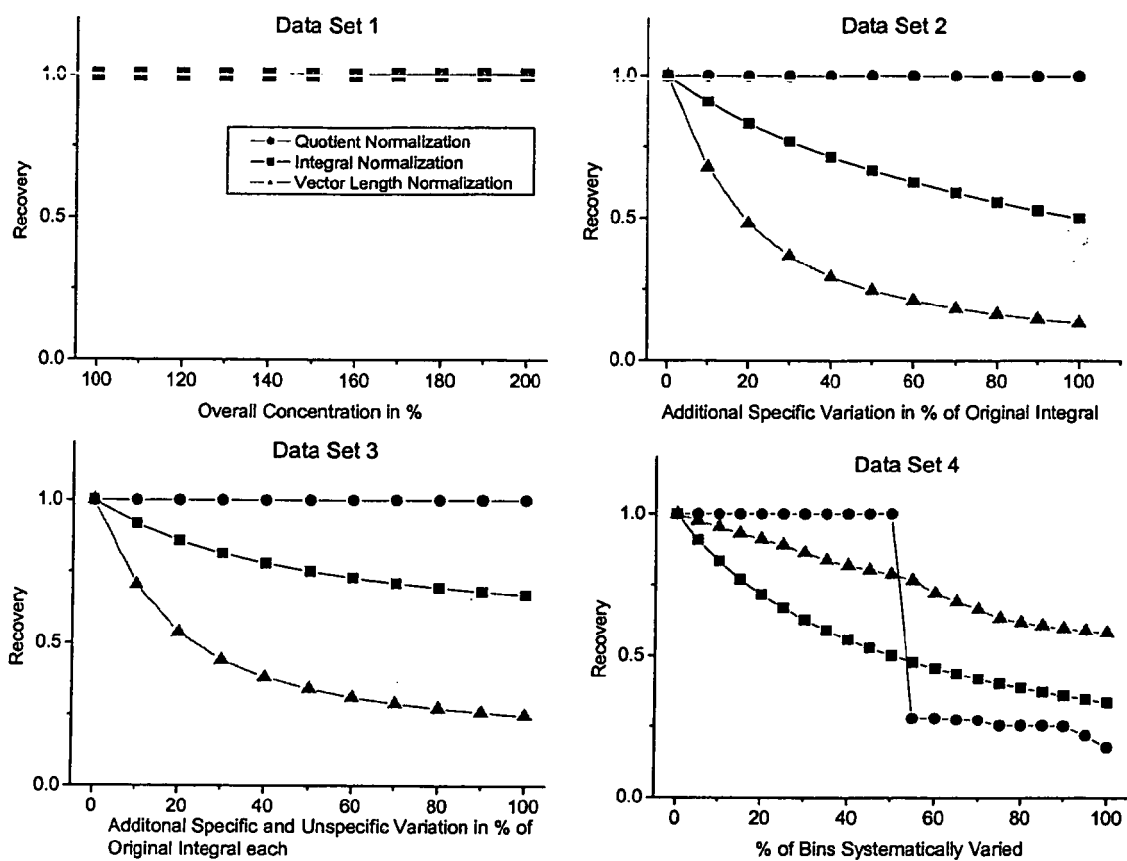 Data Set 1
1.0
0.5
0.0
Recovery
Quotient Normalization
Integral Normalization
Vector Length Normalization
100 120 140 160 180 200
Overall Concentration in %
Data Set 2
1.0
0.5
0.0
Recovery
0 20 40 60 80 100
Additional Specific Variation in % of Original Integral
Data Set 3
1.0
0.5
0.0
Recovery
0 20 40 60 80 100
Additonal Specific and Unspecific Variation in % of
Original Integral each
Data Set 4
1.0
0.5
0.0
Recovery
0 20 40 60 80 100
% of Bins Systematically Varied